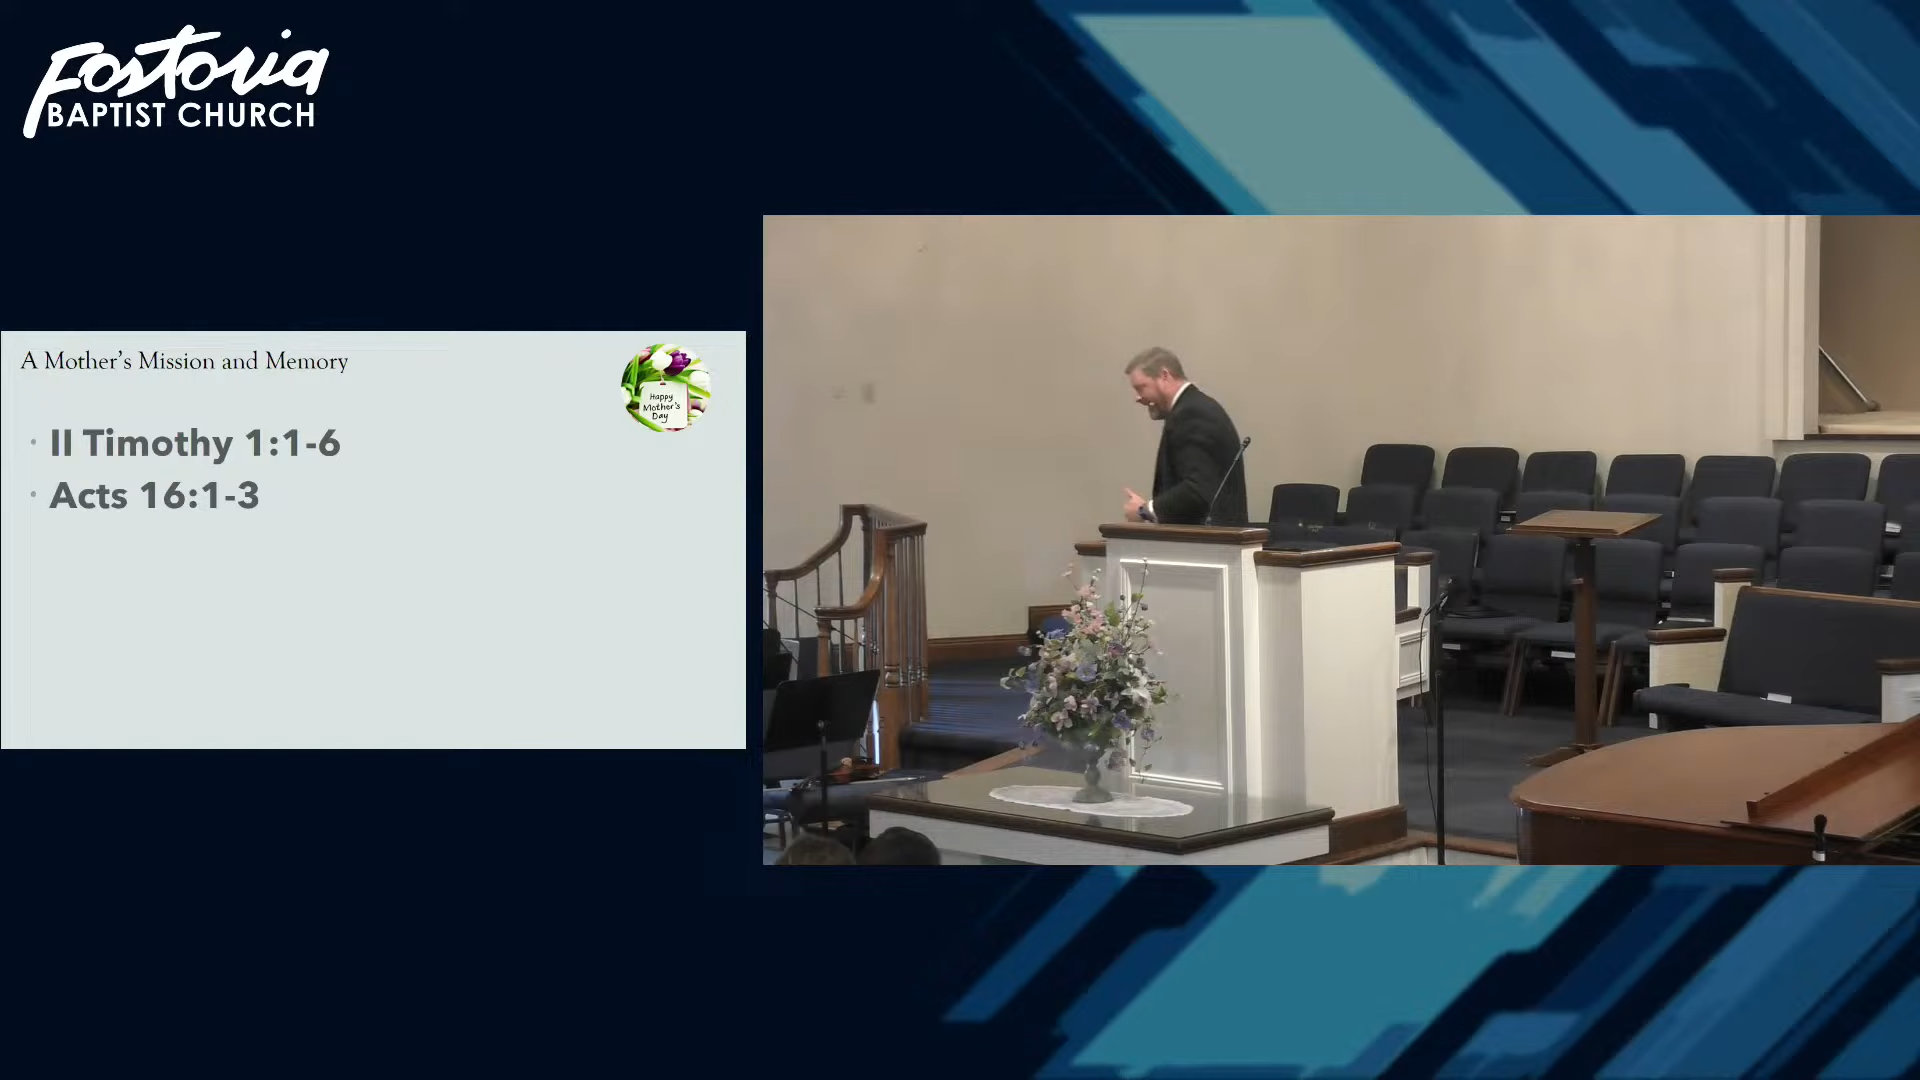 Fostoria
BAPTIST CHURCH
A Mother's Mission and Memory
Happy
Mother's
Day
• II Timothy 1:1-6
• Acts 16:1-3